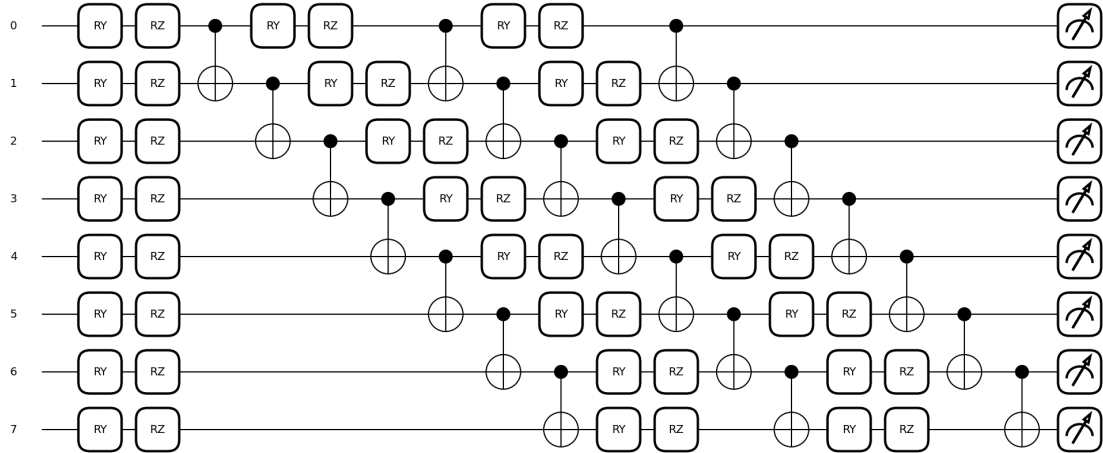 0 RY RZ RY RZ RY RZ
1 RY RZ RY RZ RY RZ
2 RY RZ RY RZ RY RZ
3 RY RZ RY RZ RY RZ
4 RY RZ RY RZ RY RZ
5 RY RZ RY RZ RY RZ
6 RY RZ RY RZ RY RZ
7 RY RZ RY RZ RY RZ